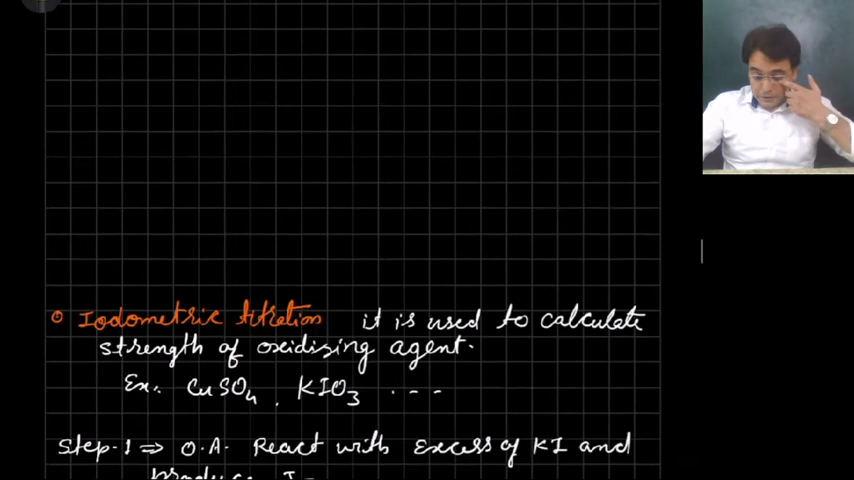 Iodometric titration it is used to calculate
strength of oxidising agent.
Ex:. CuSO4, KIO3 . ---
Step-1 ⇒ O.A. React with Excess of KI and
produce I